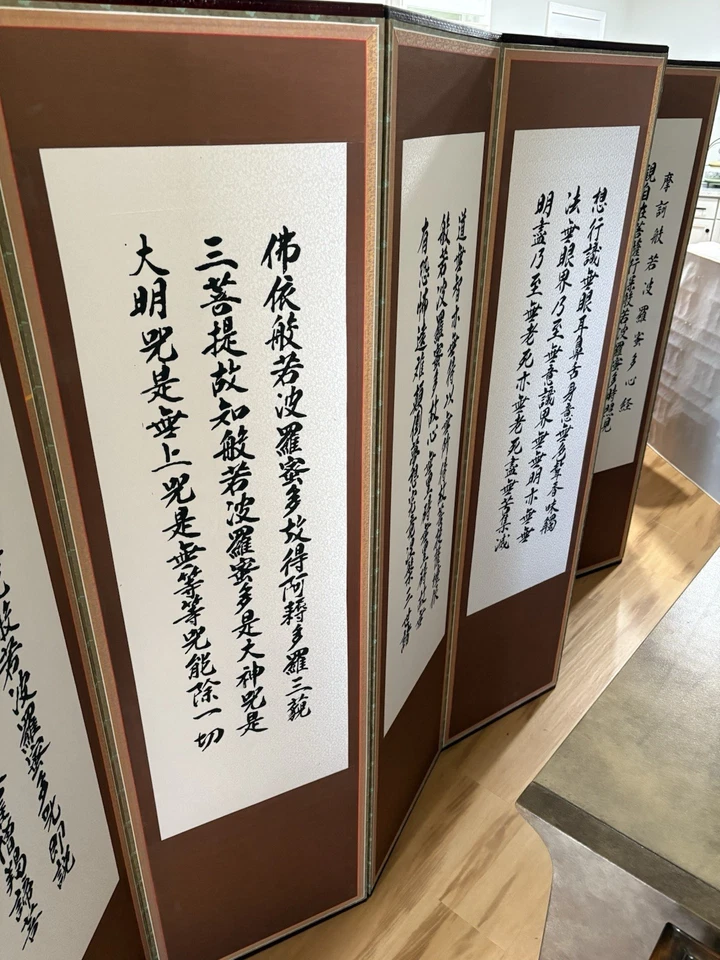 摩訶般若波羅蜜多心経
観自在菩薩行深般若波羅蜜多時照見
想行識無眼耳鼻舌身意無色聲香味觸
法無眼界乃至無意識界無無明亦無無
明盡乃至無老死亦無老死盡無苦集滅
道無智亦無得以無所得故菩提薩埵依
般若波羅蜜多故心無罣礙無罣礙故無
有恐怖遠離顛倒夢想究竟涅槃三世諸
佛依般若波羅蜜多故得阿耨多羅三藐
三菩提故知般若波羅蜜多是大神呪是
大明呪是無上呪是無等等呪能除一切
般若波羅蜜多呪即説
僧羯諦菩